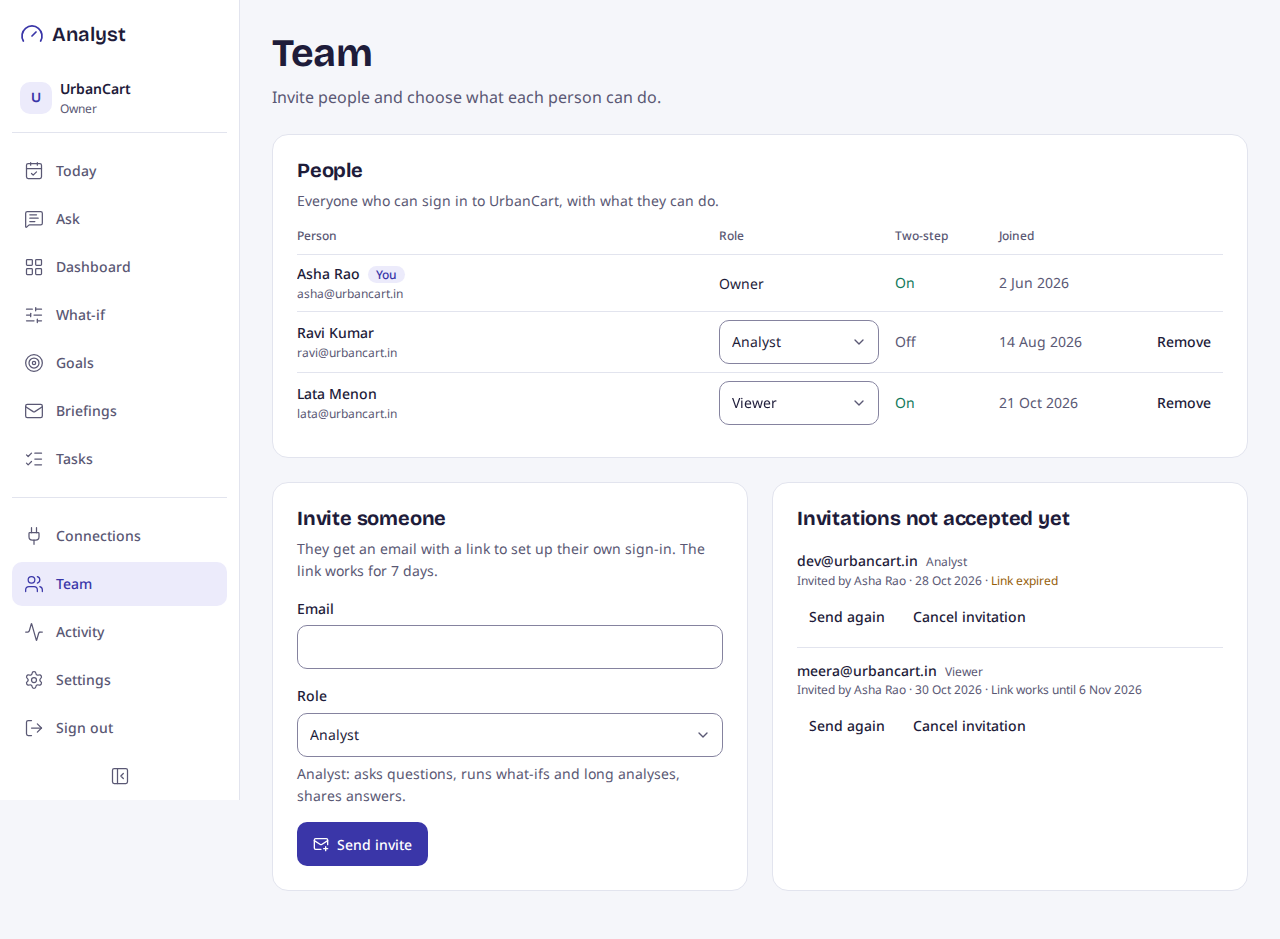 Analyst
U
UrbanCart
Owner
Today
Ask
Dashboard
What-if
Goals
Briefings
Tasks
Connections
Team
Activity
Settings
Sign out
Team
Invite people and choose what each person can do.
People
Everyone who can sign in to UrbanCart, with what they can do.
Person Role Two-step Joined
Asha Rao You
asha@urbancart.in
Owner On 2 Jun 2026
Ravi Kumar
ravi@urbancart.in
Analyst Off 14 Aug 2026 Remove
Lata Menon
lata@urbancart.in
Viewer On 21 Oct 2026 Remove
Invite someone
They get an email with a link to set up their own sign-in. The
link works for 7 days.
Email
Role
Analyst
Analyst: asks questions, runs what-ifs and long analyses,
shares answers.
Send invite
Invitations not accepted yet
dev@urbancart.in Analyst
Invited by Asha Rao · 28 Oct 2026 · Link expired
Send again Cancel invitation
meera@urbancart.in Viewer
Invited by Asha Rao · 30 Oct 2026 · Link works until 6 Nov 2026
Send again Cancel invitation